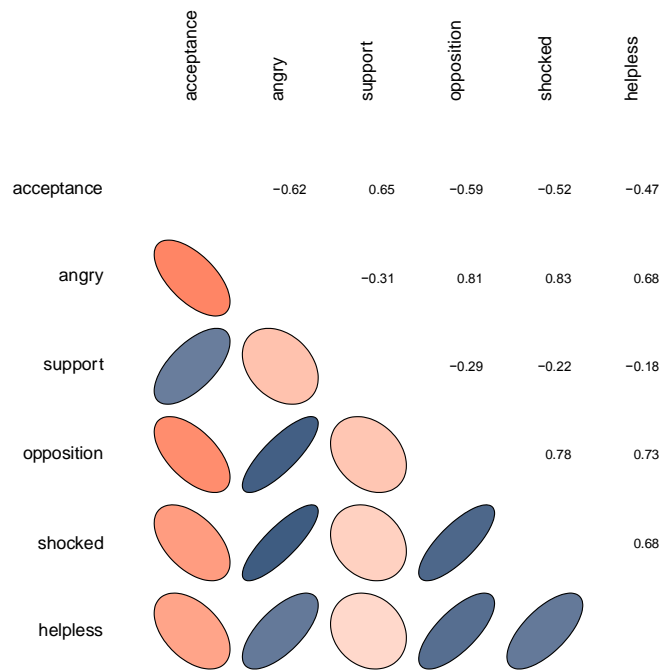 acceptance angry support opposition shocked helpless
acceptance −0.62 0.65 −0.59 −0.52 −0.47
angry −0.31 0.81 0.83 0.68
support −0.29 −0.22 −0.18
opposition 0.78 0.73
shocked 0.68
helpless